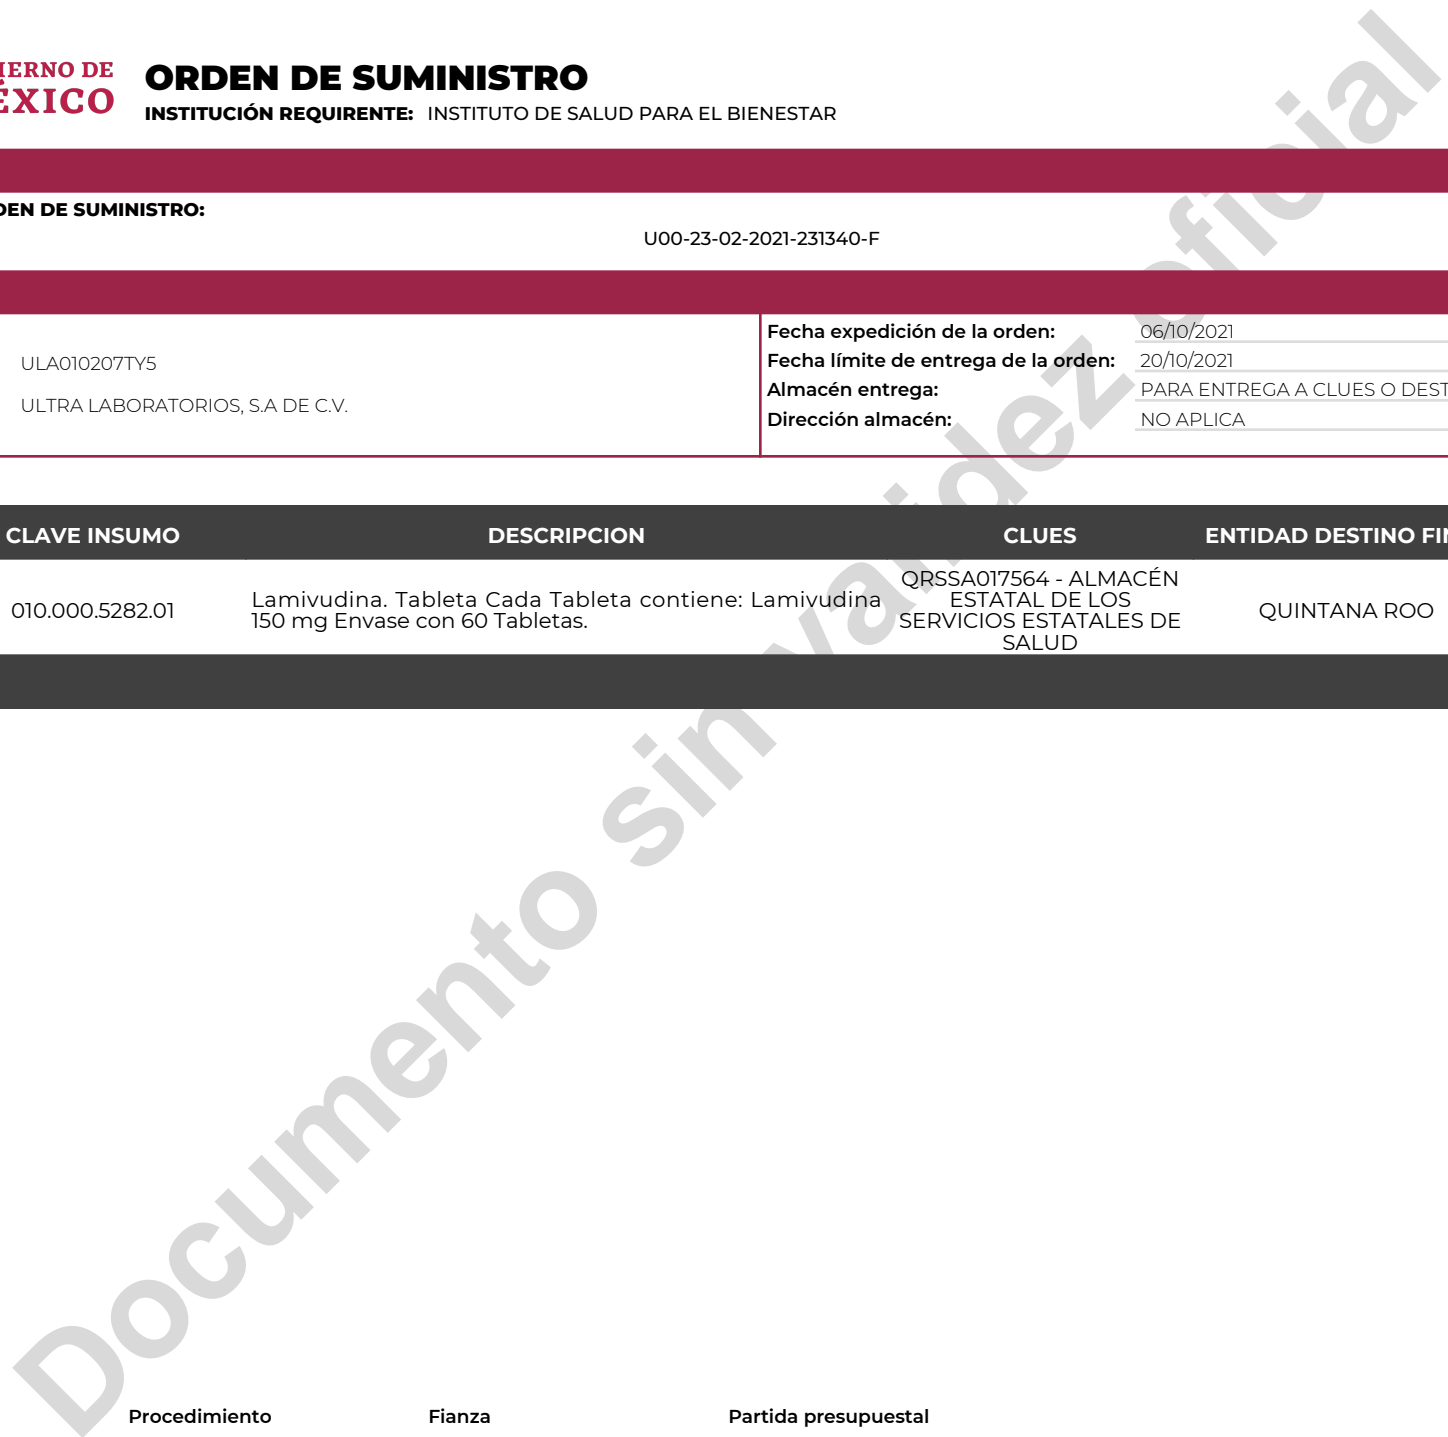 IERNO DE
ÉXICO
ORDEN DE SUMINISTRO
INSTITUCIÓN REQUIRENTE: INSTITUTO DE SALUD PARA EL BIENESTAR
DEN DE SUMINISTRO:
U00-23-02-2021-231340-F
ULA010207TY5
ULTRA LABORATORIOS, S.A DE C.V.
Fecha expedición de la orden: 06/10/2021
Fecha límite de entrega de la orden: 20/10/2021
Almacén entrega: PARA ENTREGA A CLUES O DEST
Dirección almacén: NO APLICA
CLAVE INSUMO DESCRIPCION CLUES ENTIDAD DESTINO FIN
010.000.5282.01
Lamivudina. Tableta Cada Tableta contiene: Lamivudina
150 mg Envase con 60 Tabletas.
QRSSA017564 - ALMACÉN
ESTATAL DE LOS
SERVICIOS ESTATALES DE
SALUD
QUINTANA ROO
Documento sin validez oficial
Procedimiento Fianza Partida presupuestal